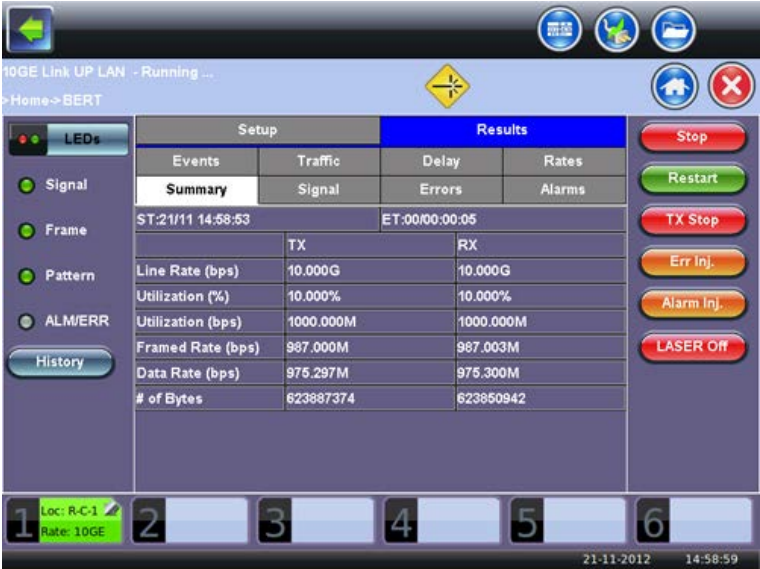 10GE Link UP LAN - Running ...
>Home->BERT
LEDs
Signal
Frame
Pattern
ALM/ERR
History
Setup Results
Events Traffic Delay Rates
Summary Signal Errors Alarms
ST:21/11 14:58:53 ET:00/00:00:05
TX RX
Line Rate (bps) 10.000G 10.000G
Utilization (%) 10.000% 10.000%
Utilization (bps) 1000.000M 1000.000M
Framed Rate (bps) 987.000M 987.003M
Data Rate (bps) 975.297M 975.300M
# of Bytes 623887374 623850942
Stop
Restart
TX Stop
Err Inj.
Alarm Inj.
LASER Off
1 Loc: R-C-1
Rate: 10GE
2
3
4
5
6
21-11-2012 14:58:59